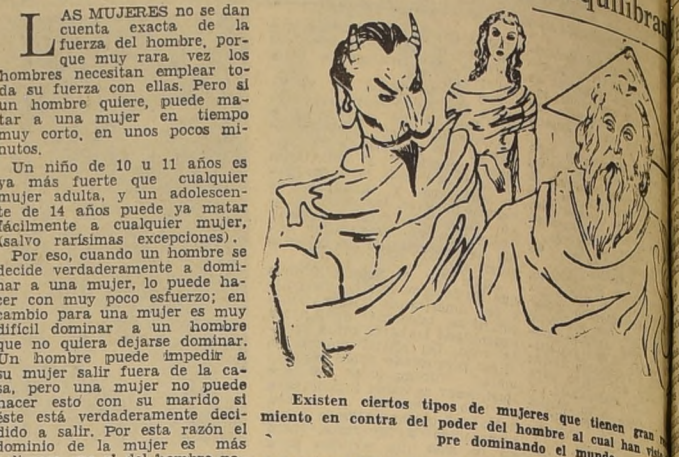 LAS MUJERES no se dan
cuenta exacta de la
fuerza del hombre, por-
que muy rara vez los
hombres necesitan emplear to-
da su fuerza con ellas. Pero si
un hombre quiere, puede ma-
tar a una mujer en tiempo
muy corto, en unos pocos mi-
nutos.
Un niño de 10 u 11 años es
ya más fuerte que cualquier
mujer adulta, y un adolescen-
te de 14 años puede ya matar
fácilmente a cualquier mujer,
(salvo rarísimas excepciones).
Por eso, cuando un hombre se
decide verdaderamente a domi-
nar a una mujer, lo puede ha-
cer con muy poco esfuerzo; en
cambio para una mujer es muy
difícil dominar a un hombre
que no quiera dejarse dominar.
Un hombre puede impedir a
su mujer salir fuera de la ca-
sa, pero una mujer no puede
hacer esto con su marido si
éste está verdaderamente deci-
dido a salir. Por esta razón el
dominio de la mujer es más
quilibran
Existen ciertos tipos de mujeres que tienen gran
miento en contra del poder del hombre al cual han
pre dominando el mundo